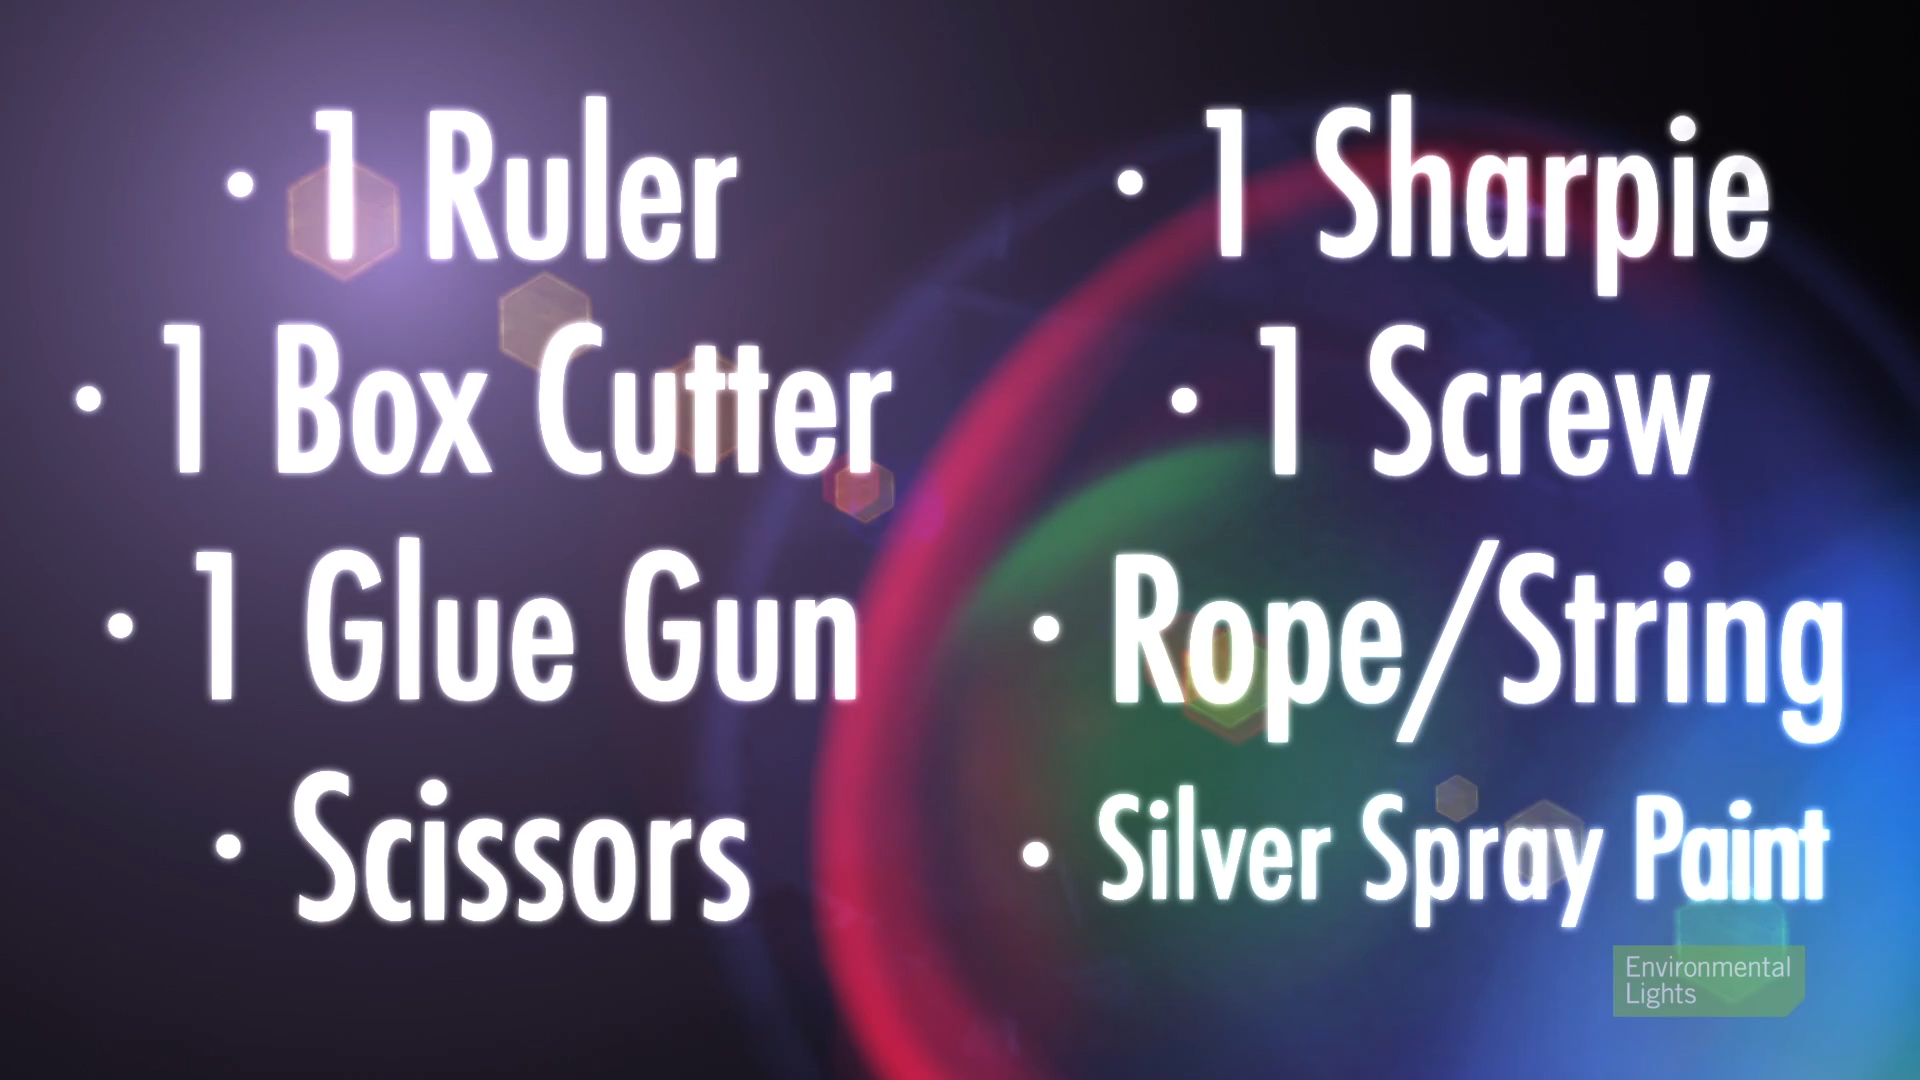 • 1 Ruler
• 1 Box Cutter
• 1 Glue Gun
• Scissors
• 1 Sharpie
• 1 Screw
• Rope/String
• Silver Spray Paint
Environmental
Lights